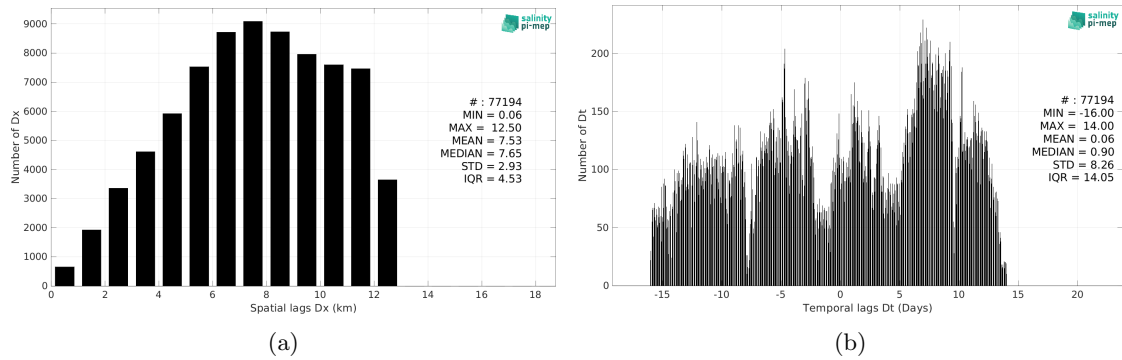 9000
8000
7000
6000
5000
4000
3000
2000
1000
0
Number of Dx
salinity
pi-mep
# : 77194
MIN = 0.06
MAX = 12.50
MEAN = 7.53
MEDIAN = 7.65
STD = 2.93
IQR = 4.53
0 2 4 6 8 10 12 14 16 18
Spatial lags Dx (km)
(a)
200
150
100
50
0
Number of Dt
salinity
pi-mep
# : 77194
MIN = -16.00
MAX = 14.00
MEAN = 0.06
MEDIAN = 0.90
STD = 8.26
IQR = 14.05
-15 -10 -5 0 5 10 15 20
Temporal lags Dt (Days)
(b)